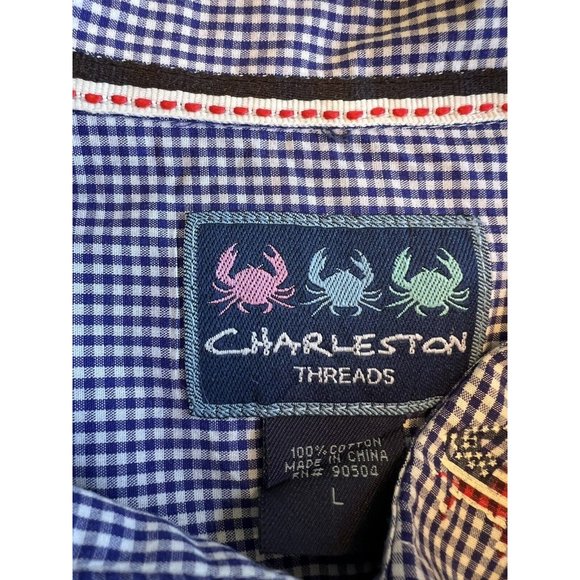 CHARLESTON
THREADS
100% COTTON
MADE IN CHINA
RN# 90504
L